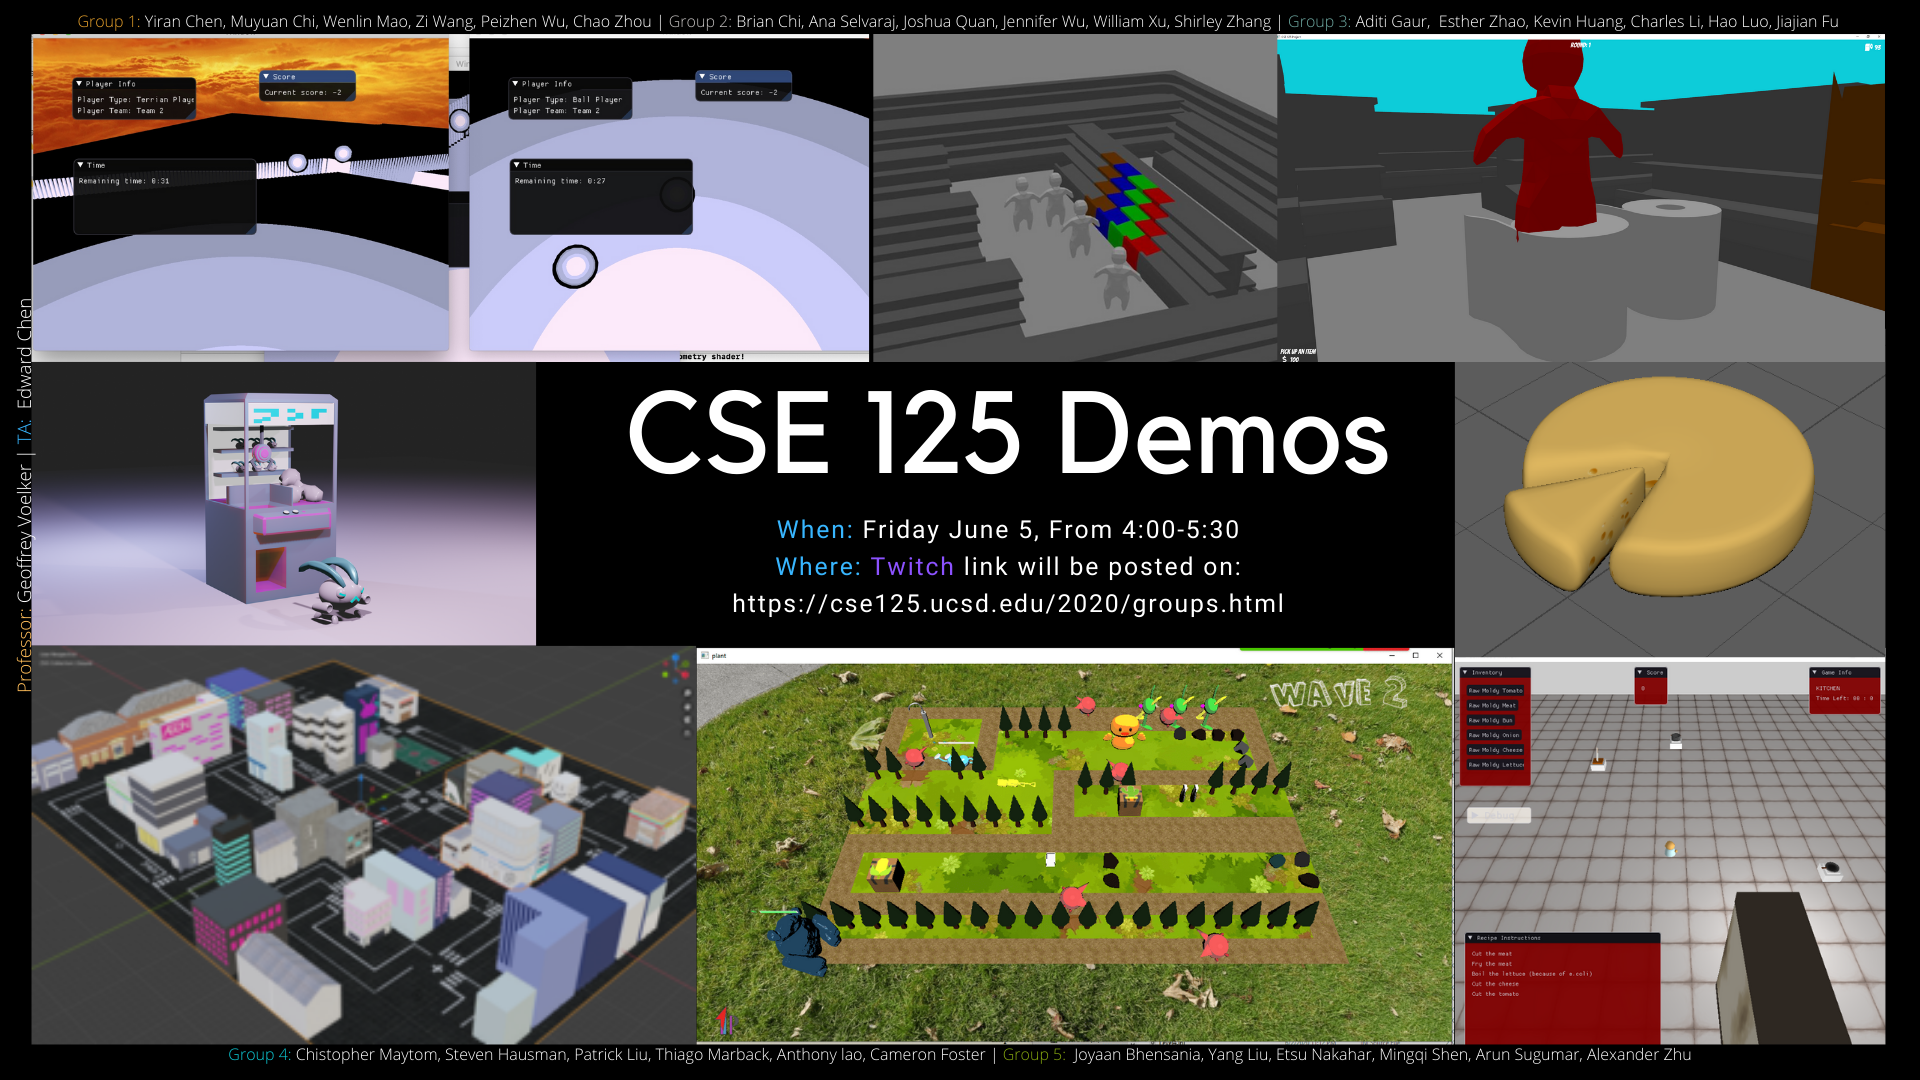 Group 1: Yiran Chen, Muyuan Chi, Wenlin Mao, Zi Wang, Peizhen Wu, Chao Zhou | Group 2: Brian Chi, Ana Selvaraj, Joshua Quan, Jennifer Wu, William Xu, Shirley Zhang | Group 3: Aditi Gaur, Esther Zhao, Kevin Huang, Charles Li, Hao Luo, Jiajian Fu
Professor: Geoffrey Voelker | TA: Edward Chen
Player Info
Player Type: Terrian Playe
Player Team: Team 2
Score
Current score: -2
Time
Remaining time: 0:31
Player Info
Player Type: Ball Player
Player Team: Team 2
Score
Current score: -2
Time
Remaining time: 0:27
ometry shader!
ROUND: 1
PICK UP AN ITEM
$ 100
CSE 125 Demos
When: Friday June 5, From 4:00-5:30
Where: Twitch link will be posted on:
https://cse125.ucsd.edu/2020/groups.html
plant
WAVE 2
Inventory
Raw Moldy Tomato
Raw Moldy Meat
Raw Moldy Bun
Raw Moldy Onion
Raw Moldy Cheese
Raw Moldy Lettuce
Score
0
Game Info
KITCHEN
Recipe Instructions
Cut the meat
Fry the meat
Boil the lettuce (because of e.coli)
Cut the cheese
Cut the tomato
Group 4: Chistopher Maytom, Steven Hausman, Patrick Liu, Thiago Marback, Anthony lao, Cameron Foster | Group 5: Joyaan Bhensania, Yang Liu, Etsu Nakahar, Mingqi Shen, Arun Sugumar, Alexander Zhu